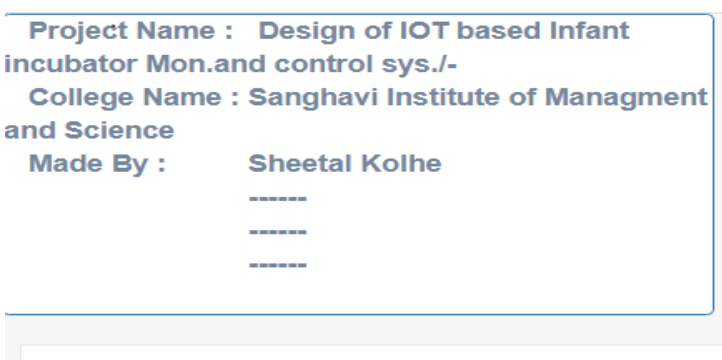 Project Name : Design of IOT based Infant
incubator Mon.and control sys./-
College Name : Sanghavi Institute of Managment
and Science
Made By : Sheetal Kolhe
------
------
------